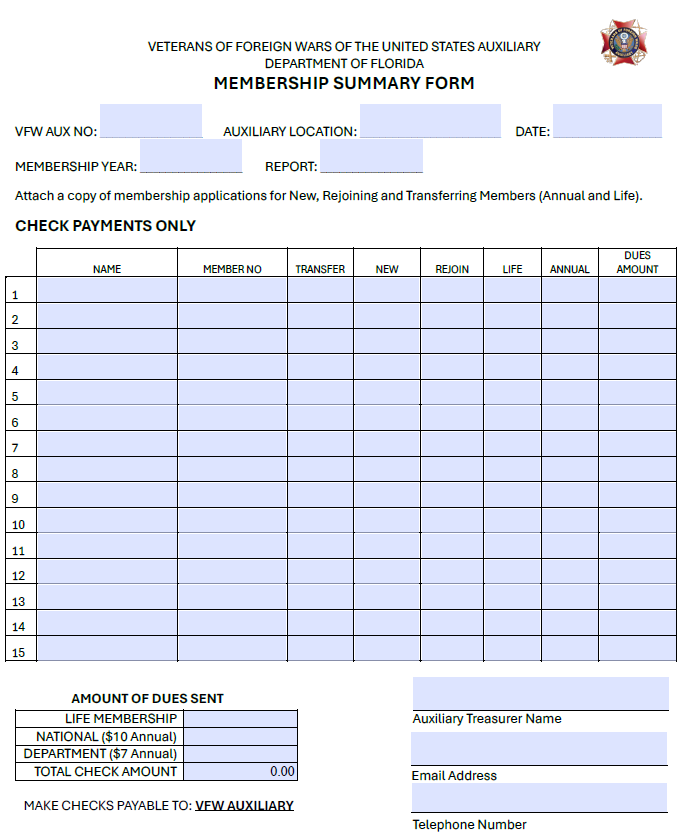 VETERANS OF FOREIGN WARS OF THE UNITED STATES AUXILIARY
DEPARTMENT OF FLORIDA
MEMBERSHIP SUMMARY FORM
VFW AUX NO: AUXILIARY LOCATION: DATE:
MEMBERSHIP YEAR: REPORT:
Attach a copy of membership applications for New, Rejoining and Transferring Members (Annual and Life).
CHECK PAYMENTS ONLY
NAME MEMBER NO TRANSFER NEW REJOIN LIFE ANNUAL DUES AMOUNT
1
2
3
4
5
6
7
8
9
10
11
12
13
14
15
AMOUNT OF DUES SENT
LIFE MEMBERSHIP
NATIONAL ($10 Annual)
DEPARTMENT ($7 Annual)
TOTAL CHECK AMOUNT 0.00
MAKE CHECKS PAYABLE TO: VFW AUXILIARY
Auxiliary Treasurer Name
Email Address
Telephone Number